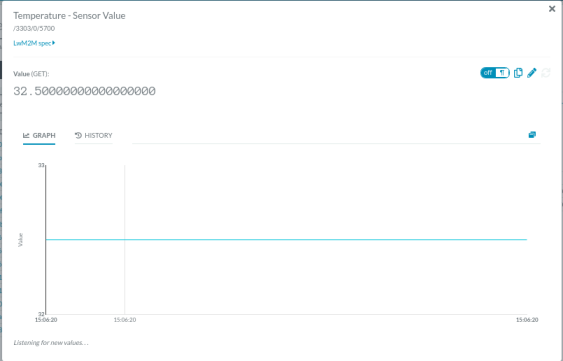 Temperature - Sensor Value
/3303/0/5700
LwM2M spec
Value (GET):
off ¶
32.50000000000000000
GRAPH HISTORY
33
Value
32
15:06:20 15:06:20 15:06:20
Listening for new values...